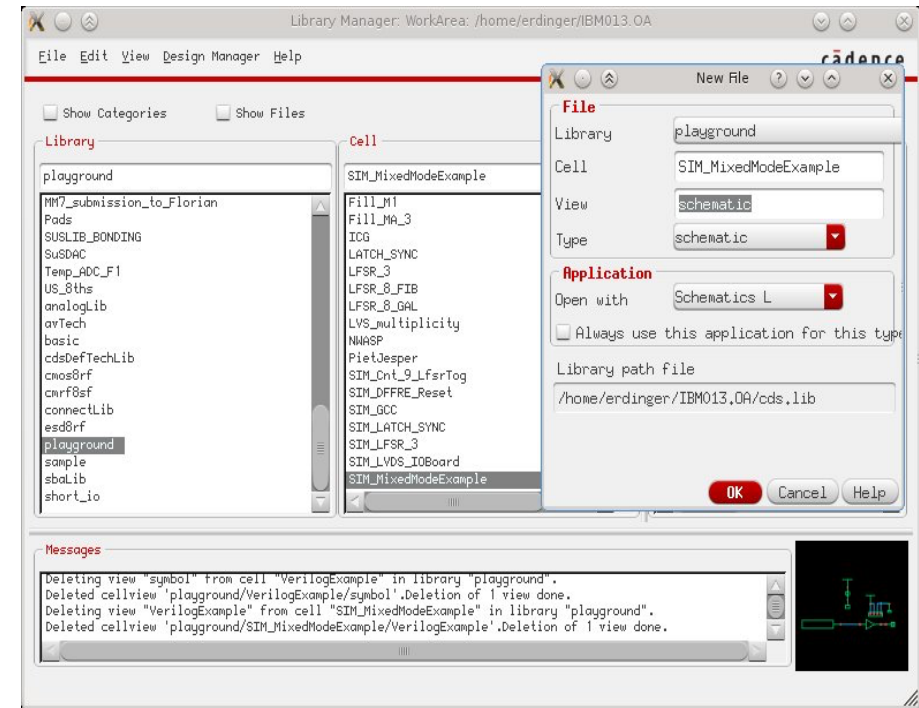 Library Manager: WorkArea: /home/erdinger/IBM013.OA
File Edit View Design Manager Help
cādence
Show Categories Show Files
Library
playground
MM7_submission_to_Florian
Pads
SUSLIB_BONDING
SuSDAC
Temp_ADC_F1
US_8ths
analogLib
avTech
basic
cdsDefTechLib
cmos8rf
cmrf8sf
connectLib
esd8rf
playground
sample
sbaLib
short_io
Cell
SIM_MixedModeExample
Fill_M1
Fill_MA_3
ICG
LATCH_SYNC
LFSR_3
LFSR_8_FIB
LFSR_8_GAL
LVS_multiplicity
NWASP
PietJesper
SIM_Cnt_9_LfsrTog
SIM_DFFRE_Reset
SIM_GCC
SIM_LATCH_SYNC
SIM_LFSR_3
SIM_LVDS_IOBoard
SIM_MixedModeExample
New File
File
Library playground
Cell SIM_MixedModeExample
View schematic
Type schematic
Application
Open with Schematics L
Always use this application for this type
Library path file
/home/erdinger/IBM013.OA/cds.lib
OK Cancel Help
Messages
Deleting view "symbol" from cell "VerilogExample" in library "playground".
Deleted cellview 'playground/VerilogExample/symbol'.Deletion of 1 view done.
Deleting view "VerilogExample" from cell "SIM_MixedModeExample" in library "playground".
Deleted cellview 'playground/SIM_MixedModeExample/VerilogExample'.Deletion of 1 view done.